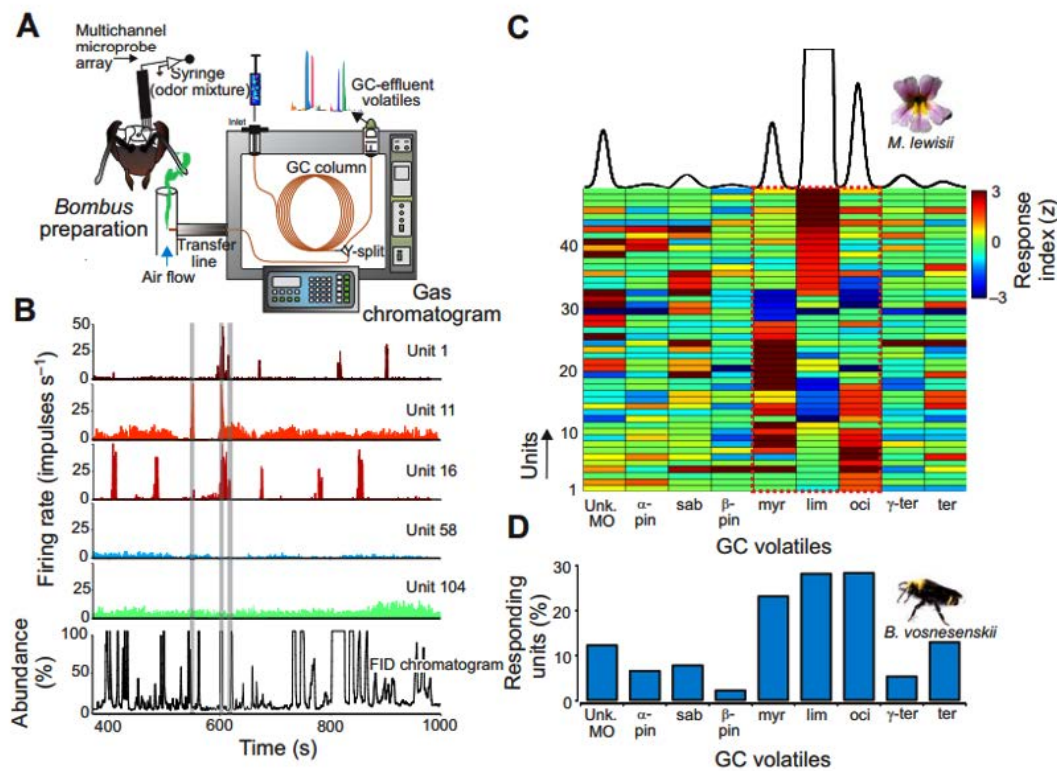 A
Multichannel
microprobe
array
Syringe
(odor mixture)
GC-effluent
volatiles
Inlet
GC column
Bombus
preparation
Transfer
line
Y-split
Air flow
Gas
chromatogram
B
Firing rate (impulses s⁻¹)
50
25
0
Unit 1
25
0
Unit 11
25
0
Unit 16
25
0
Unit 58
25
0
Unit 104
Abundance
(%)
100
50
0
FID chromatogram
400 600 800 1000
Time (s)
C
M. lewisii
3
0
–3
Response
index (z)
40
30
20
10
1
Units
Unk. MO α-pin sab β-pin myr lim oci γ-ter ter
GC volatiles
D
Responding
units (%)
30
20
10
0
B. vosnesenskii
Unk. MO α-pin sab β-pin myr lim oci γ-ter ter
GC volatiles